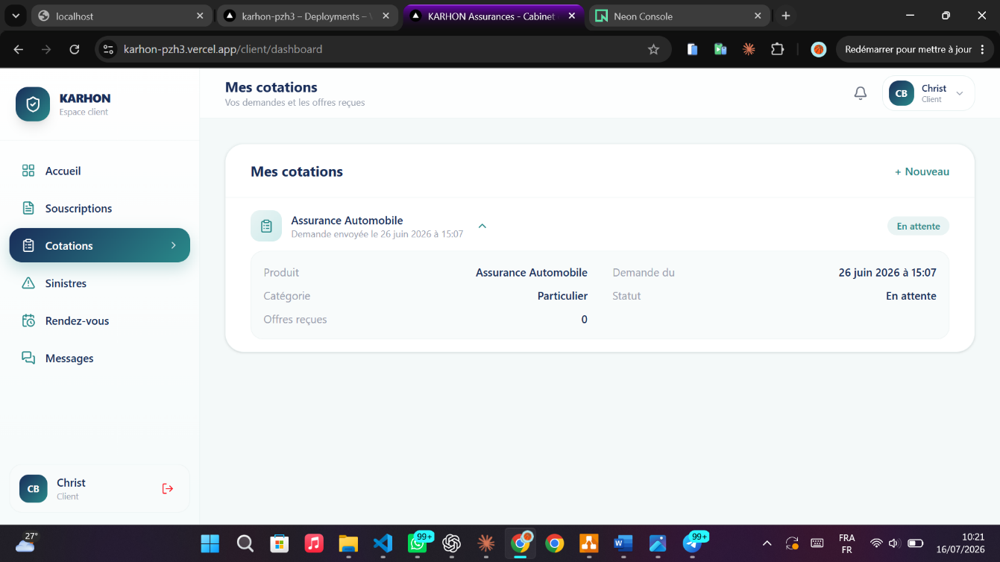 localhost
karhon-pzh3 – Deployments –
KARHON Assurances - Cabinet
Neon Console
karhon-pzh3.vercel.app/client/dashboard
Redémarrer pour mettre à jour
KARHON
Espace client
Mes cotations
Vos demandes et les offres reçues
CB
Christ
Client
Accueil
Souscriptions
Cotations
Sinistres
Rendez-vous
Messages
Mes cotations
+ Nouveau
Assurance Automobile
Demande envoyée le 26 juin 2026 à 15:07
En attente
Produit
Assurance Automobile
Demande du
26 juin 2026 à 15:07
Catégorie
Particulier
Statut
En attente
Offres reçues
0
CB
Christ
Client
27°
99+
99+
FRA
FR
10:21
16/07/2026